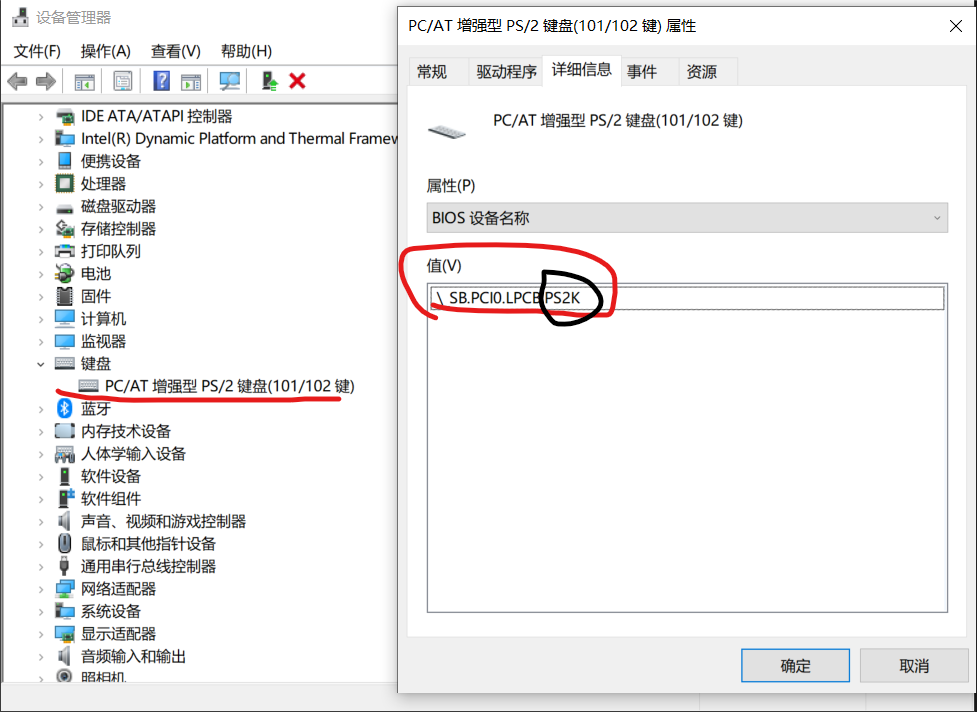 设备管理器
文件(F) 操作(A) 查看(V) 帮助(H)
IDE ATA/ATAPI 控制器
Intel(R) Dynamic Platform and Thermal Framew
便携设备
处理器
磁盘驱动器
存储控制器
打印队列
电池
固件
计算机
监视器
键盘
PC/AT 增强型 PS/2 键盘(101/102 键)
蓝牙
内存技术设备
人体学输入设备
软件设备
软件组件
声音、视频和游戏控制器
鼠标和其他指针设备
通用串行总线控制器
网络适配器
系统设备
显示适配器
音频输入和输出
照相机
PC/AT 增强型 PS/2 键盘(101/102 键) 属性
常规 驱动程序 详细信息 事件 资源
PC/AT 增强型 PS/2 键盘(101/102 键)
属性(P)
BIOS 设备名称
值(V)
\_SB.PCI0.LPCB.PS2K
确定 取消